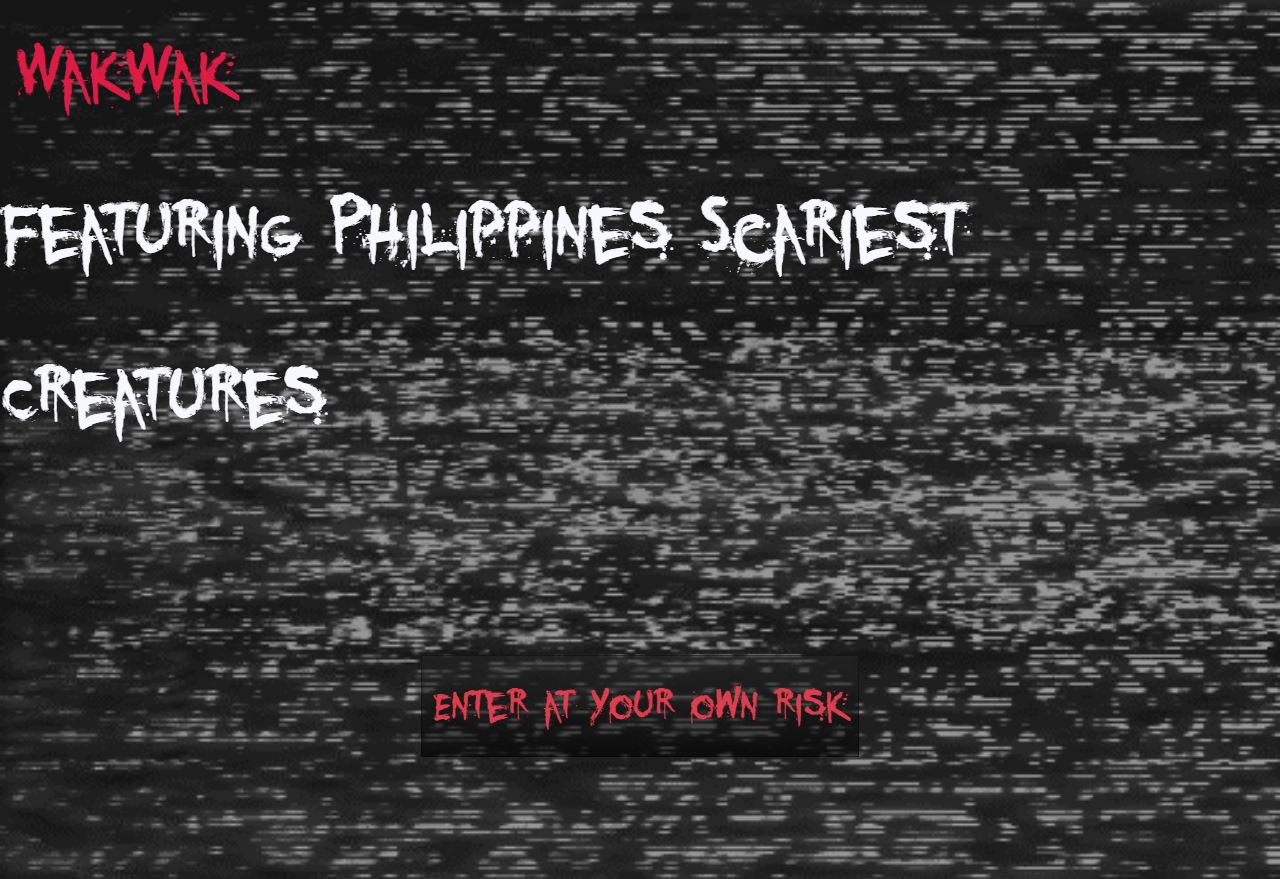 WAKWAK
FEATURING PHILIPPINES SCARIEST
CREATURES
ENTER AT YOUR OWN RISK